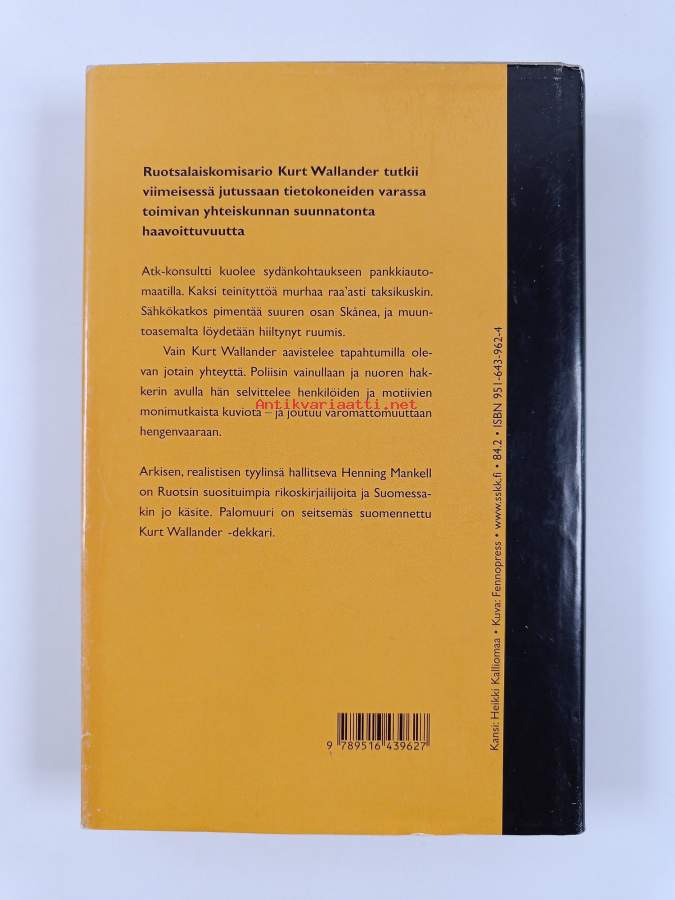 Ruotsalaiskomisario Kurt Wallander tutkii
viimeisessä jutussaan tietokoneiden varassa
toimivan yhteiskunnan suunnatonta
haavoittuvuutta
Atk-konsultti kuolee sydänkohtaukseen pankkiauto-
maatilla. Kaksi teinityttöä murhaa raa'asti taksikuskin.
Sähkökatkos pimentää suuren osan Skånea, ja muun-
toasemalta löydetään hiiltynyt ruumis.
Vain Kurt Wallander aavistelee tapahtumilla ole-
van jotain yhteyttä. Poliisin vainullaan ja nuoren hak-
kerin avulla hän selvittelee henkilöiden ja motiivien
monimutkaista kuviota – ja joutuu varomattomuuttaan
hengenvaaraan.
Antikvariaatti.net
Arkisen, realistisen tyylinsä hallitseva Henning Mankell
on Ruotsin suosituimpia rikoskirjailijoita ja Suomessa-
kin jo käsite. Palomuuri on seitsemäs suomennettu
Kurt Wallander -dekkari.
9 789516 439627
Kansi: Heikki Kalliomaa • Kuva: Fennopress • www.sskk.fi • 84.2 • ISBN 951-643-962-4